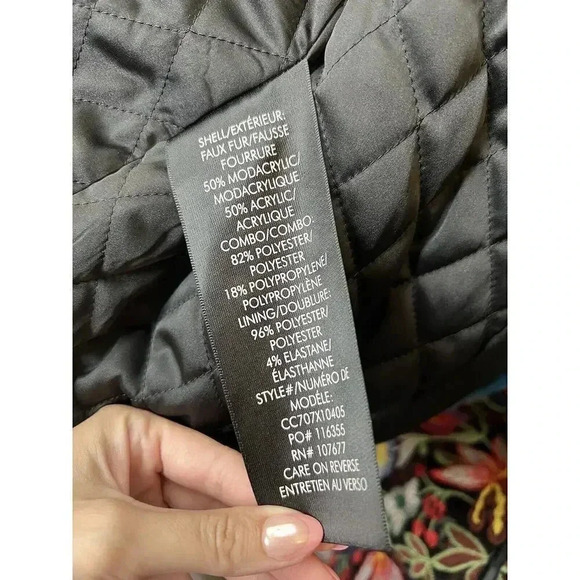 SHELL/EXTÉRIEUR:
FAUX FUR/FAUSSE
FOURRURE
50% MODACRYLIC/
MODACRYLIQUE
50% ACRYLIC/
ACRYLIQUE
COMBO/COMBO:
82% POLYESTER/
POLYESTER
18% POLYPROPYLENE/
POLYPROPYLÈNE
LINING/DOUBLURE:
96% POLYESTER/
POLYESTER
4% ELASTANE/
ÉLASTHANNE
STYLE#/NUMÉRO DE
MODÈLE:
CC707X10405
PO# 116355
RN# 107677
CARE ON REVERSE
ENTRETIEN AU VERSO